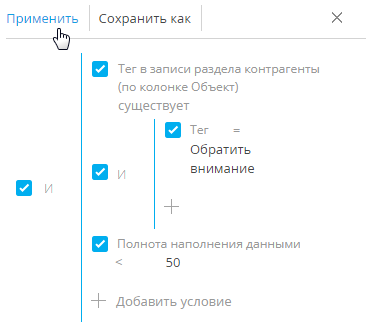 Применить Сохранить как
Тег в записи раздела контрагенты
(по колонке Объект)
существует
Тег =
Обратить
внимание
И
И
Полнота наполнения данными
< 50
Добавить условие